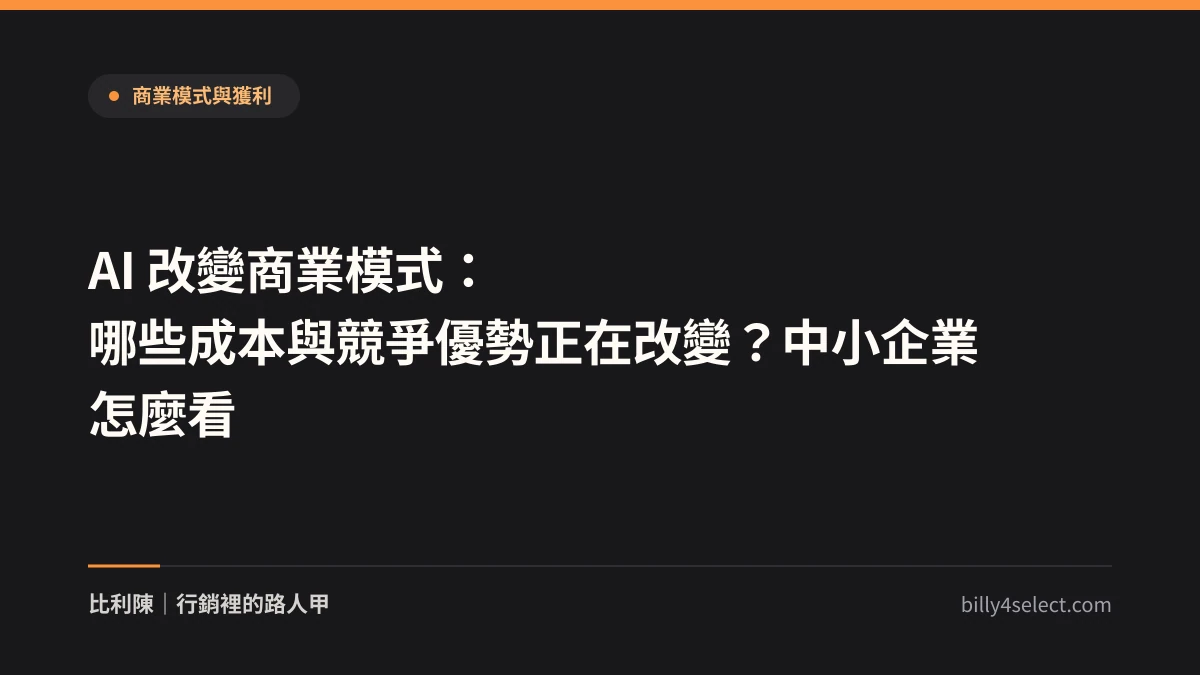 商業模式與獲利
AI 改變商業模式：
哪些成本與競爭優勢正在改變？中小企業
怎麼看
比利陳｜行銷裡的路人甲
billy4select.com